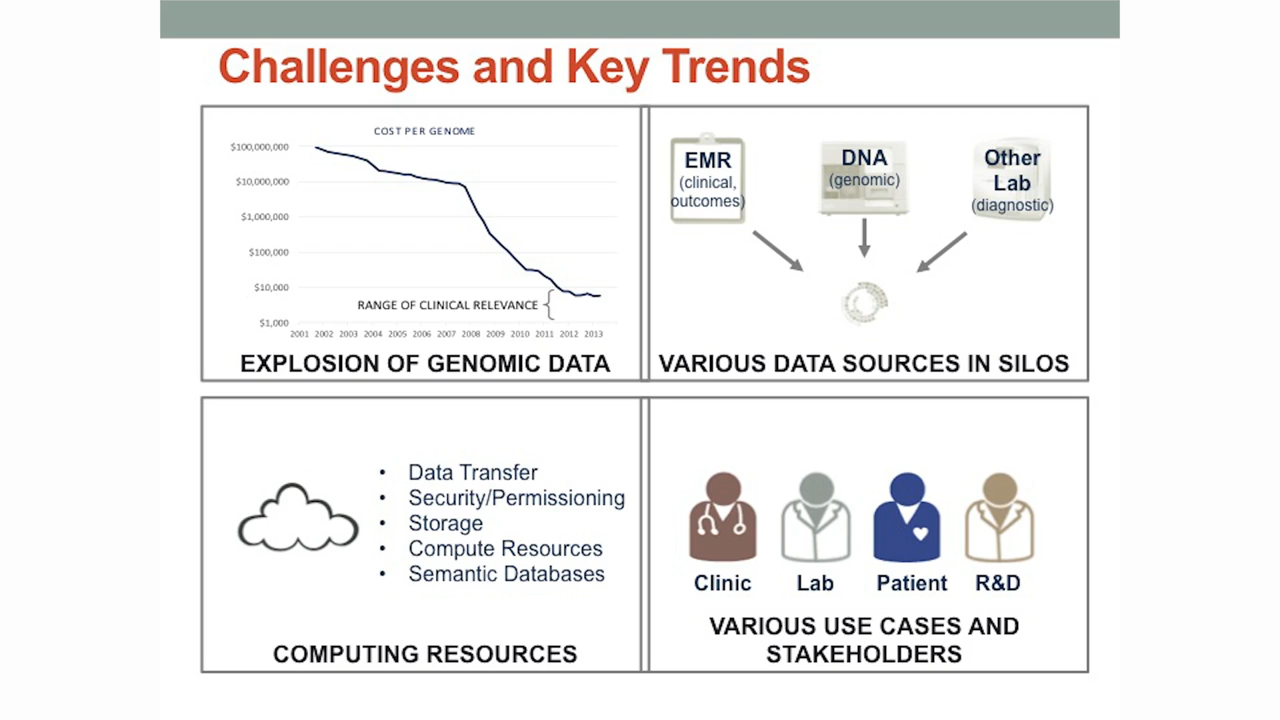 Challenges and Key Trends
COST PER GENOME
$100,000,000
$10,000,000
$1,000,000
$100,000
$10,000
$1,000
RANGE OF CLINICAL RELEVANCE
2001 2002 2003 2004 2005 2006 2007 2008 2009 2010 2011 2012 2013
EXPLOSION OF GENOMIC DATA
EMR
(clinical,
outcomes)
DNA
(genomic)
Other
Lab
(diagnostic)
VARIOUS DATA SOURCES IN SILOS
• Data Transfer
• Security/Permissioning
• Storage
• Compute Resources
• Semantic Databases
COMPUTING RESOURCES
Clinic Lab Patient R&D
VARIOUS USE CASES AND
STAKEHOLDERS